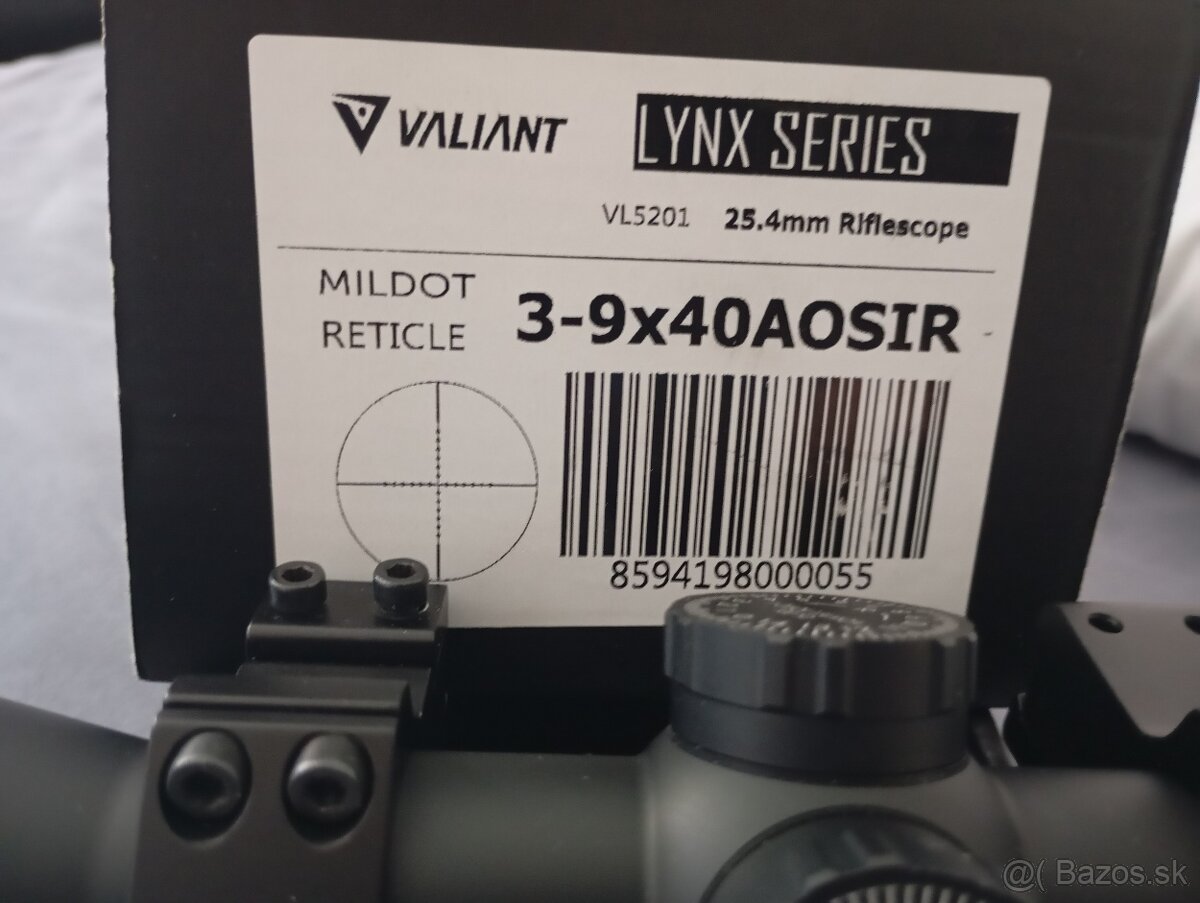 VALIANT
LYNX SERIES
VL5201 25.4mm Riflescope
MILDOT
RETICLE
3-9x40AOSIR
8594198000055
@( Bazos.sk